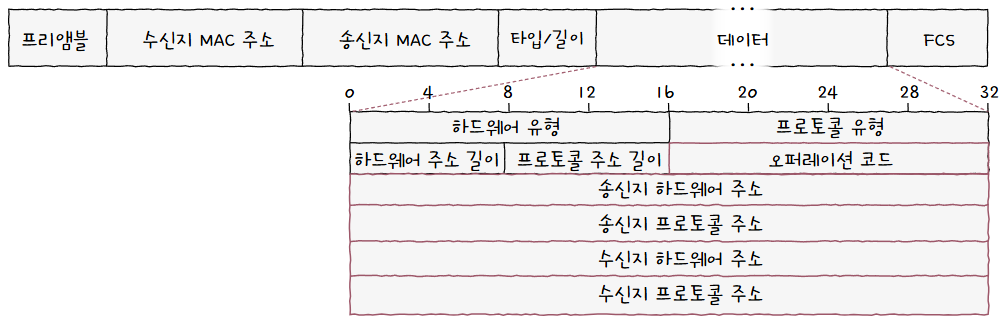 프리앰블 수신지 MAC 주소 송신지 MAC 주소 타입/길이 ... 데이터 ... FCS
0 4 8 12 16 20 24 28 32
하드웨어 유형 프로토콜 유형
하드웨어 주소 길이 프로토콜 주소 길이 오퍼레이션 코드
송신지 하드웨어 주소
송신지 프로토콜 주소
수신지 하드웨어 주소
수신지 프로토콜 주소